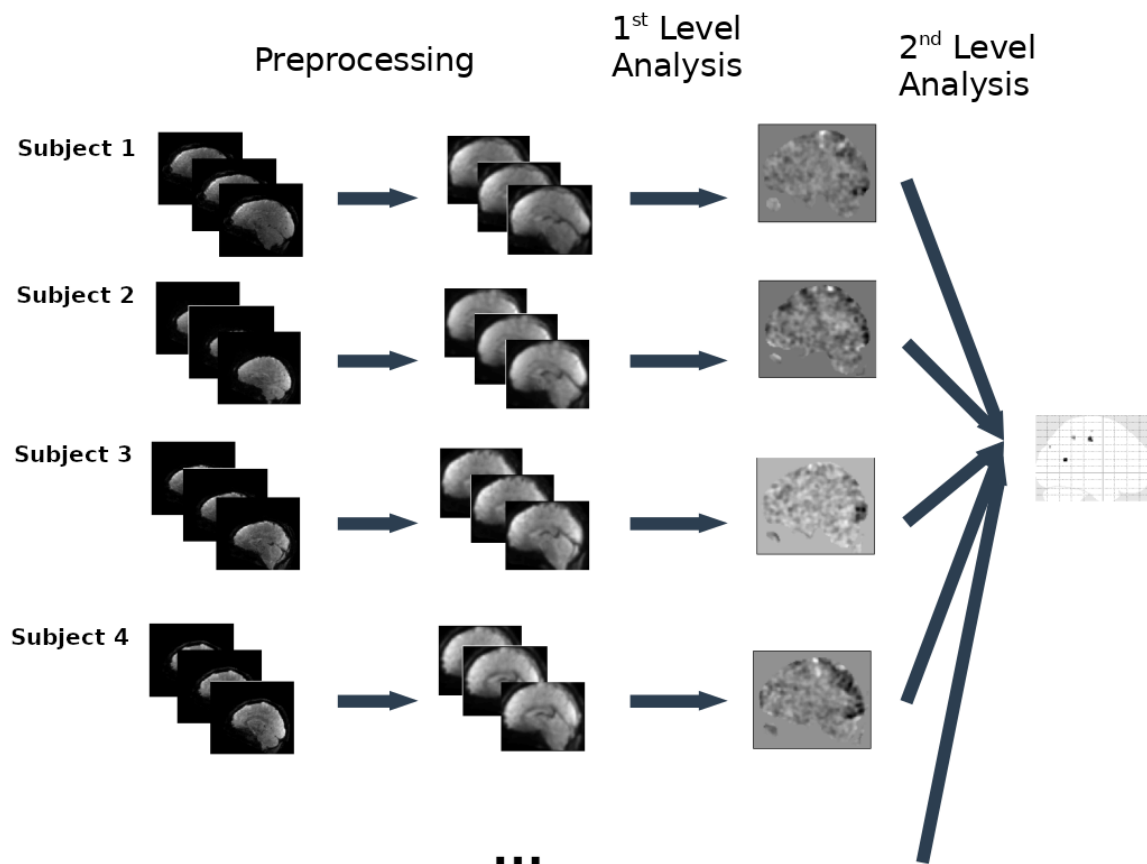 Preprocessing
1st Level
Analysis
2nd Level
Analysis
Subject 1
Subject 2
Subject 3
Subject 4
...